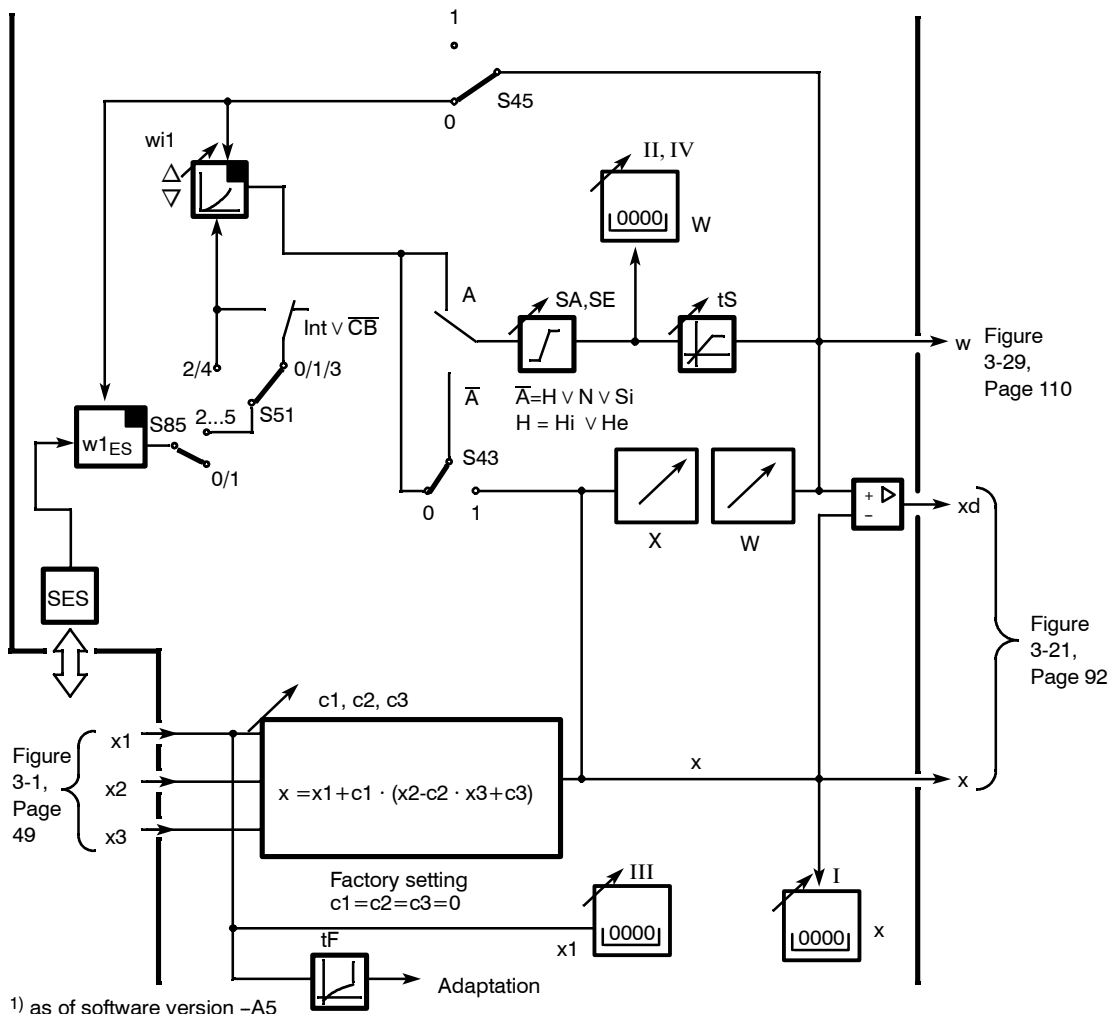 1
S45
0
wi1
II, IV
0000
W
A
SA,SE
tS
Int ∨ C̅B̅
w
Figure
3-29,
Page 110
2/4
0/1/3
A̅
A̅=H ∨ N ∨ Si
H = Hi ∨ He
S85
2...5
S51
w1ES
0/1
S43
0
1
X
W
+
−
xd
SES
Figure
3-21,
Page 92
c1, c2, c3
Figure
3-1,
Page
49
x1
x2
x3
x = x1+c1 · (x2-c2 · x3+c3)
x
x
Factory setting
c1=c2=c3=0
III
0000
x1
I
0000
x
tF
Adaptation
1) as of software version –A5